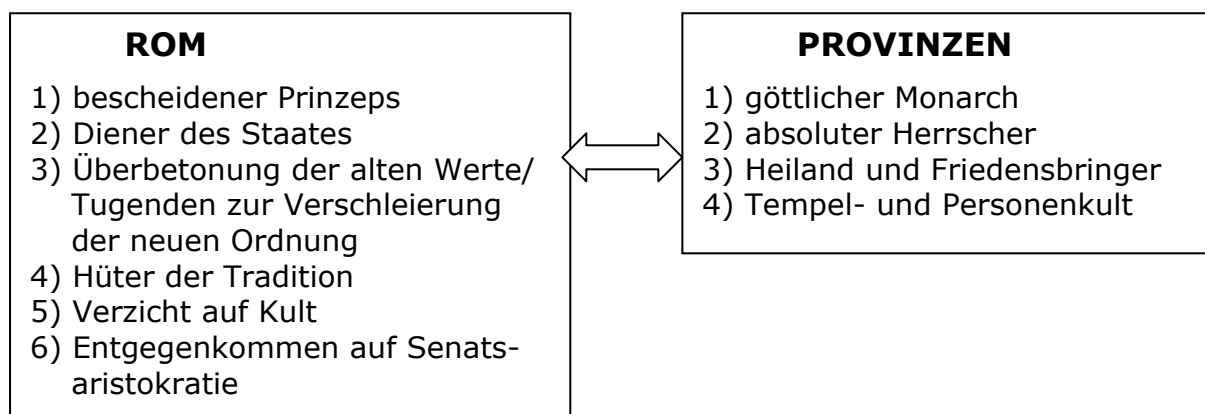 ROM
1) bescheidener Prinzeps
2) Diener des Staates
3) Überbetonung der alten Werte/
Tugenden zur Verschleierung
der neuen Ordnung
4) Hüter der Tradition
5) Verzicht auf Kult
6) Entgegenkommen auf Senats-
aristokratie
PROVINZEN
1) göttlicher Monarch
2) absoluter Herrscher
3) Heiland und Friedensbringer
4) Tempel- und Personenkult